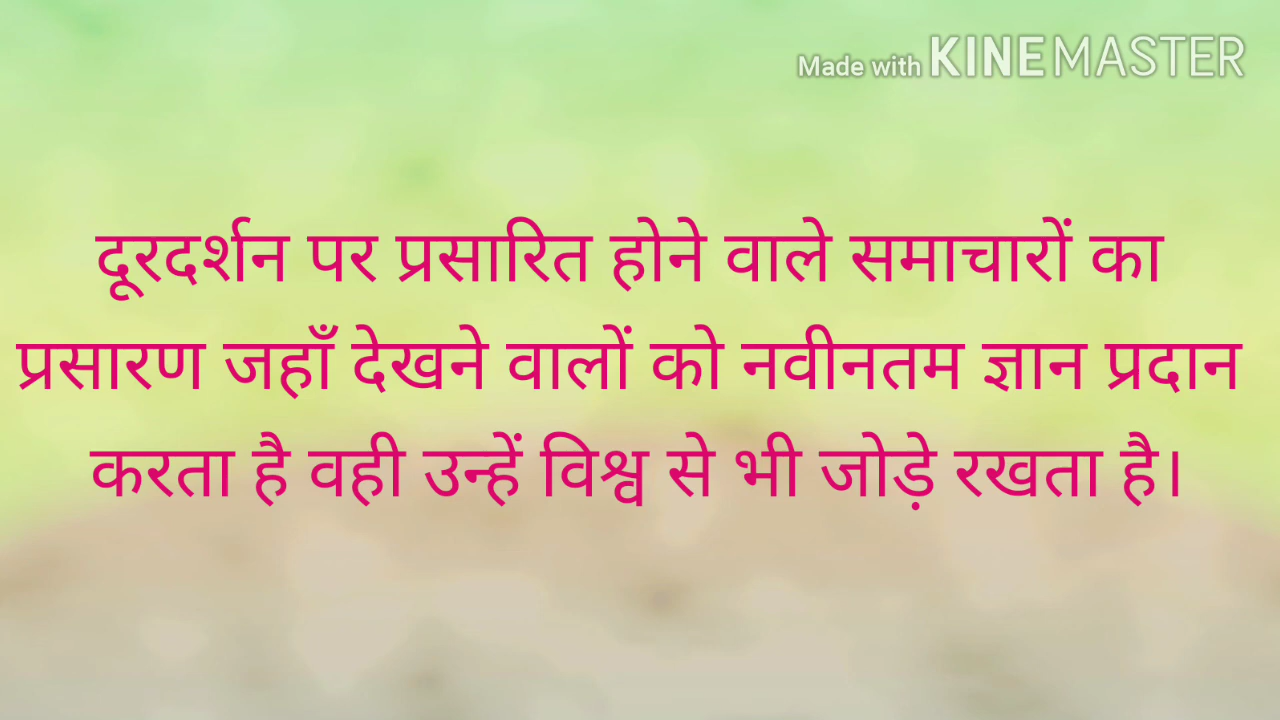 Made with KINEMASTER
दूरदर्शन पर प्रसारित होने वाले समाचारों का
प्रसारण जहाँ देखने वालों को नवीनतम ज्ञान प्रदान
करता है वही उन्हें विश्व से भी जोड़े रखता है।